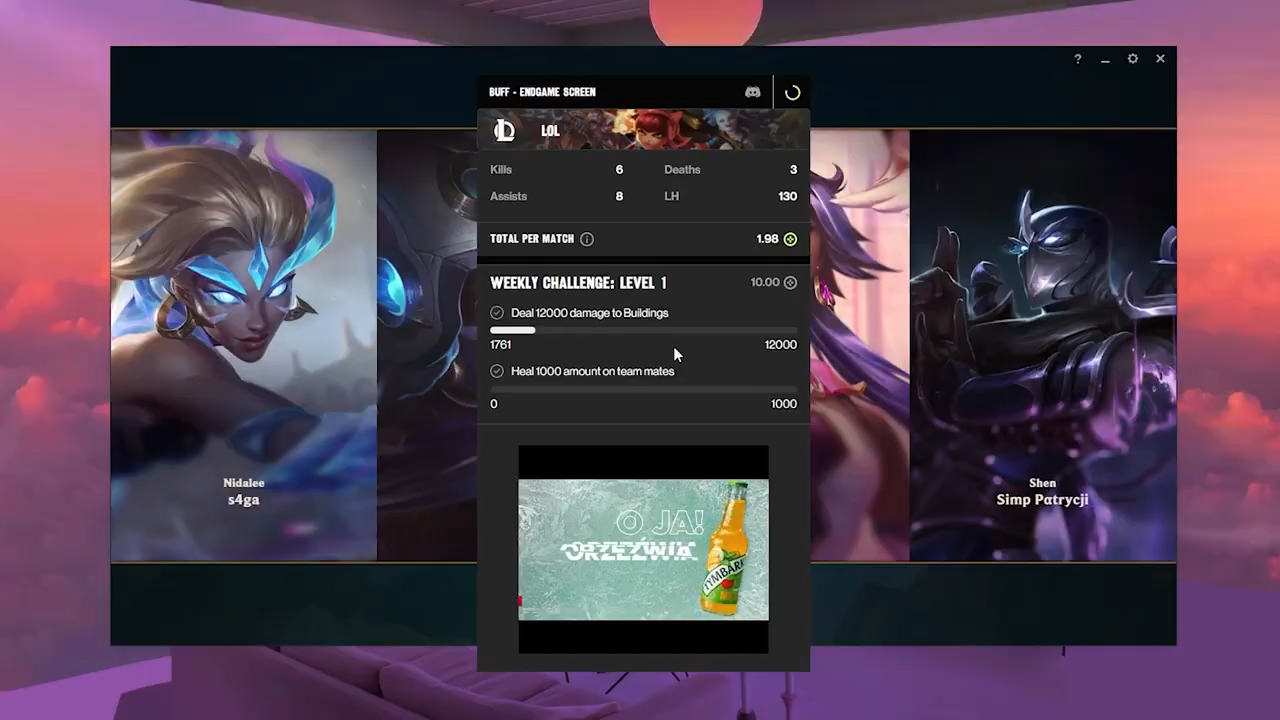 ?
BUFF - ENDGAME SCREEN
LOL
Kills 6 Deaths 3
Assists 8 LH 130
TOTAL PER MATCH 1.98
WEEKLY CHALLENGE: LEVEL 1 10.00
Deal 12000 damage to Buildings
1761 12000
Heal 1000 amount on team mates
0 1000
Nidalee
s4ga
Shen
Simp Pαtrycji
O JA!
ORZEŹWIA
TYMBARK